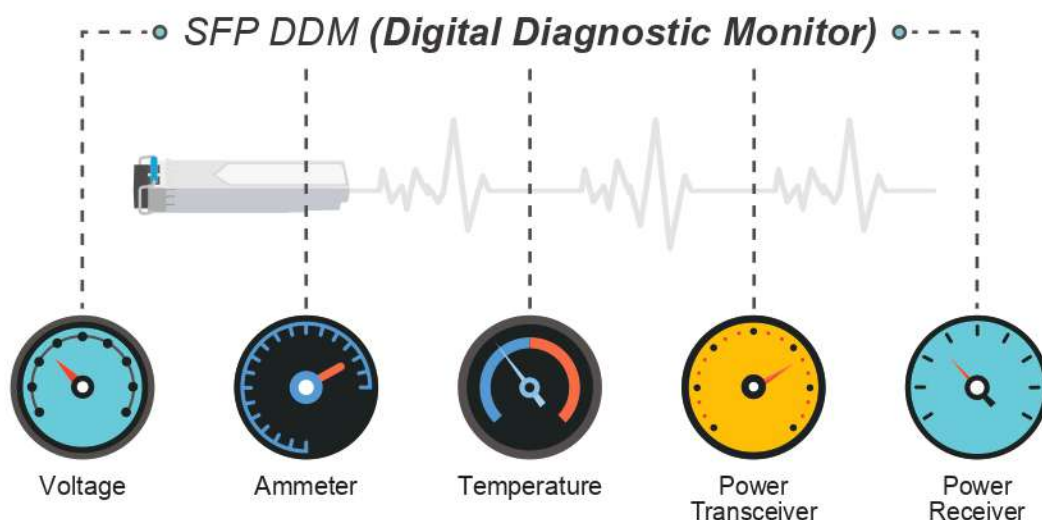 SFP DDM (Digital Diagnostic Monitor)
Voltage
Ammeter
Temperature
Power
Transceiver
Power
Receiver